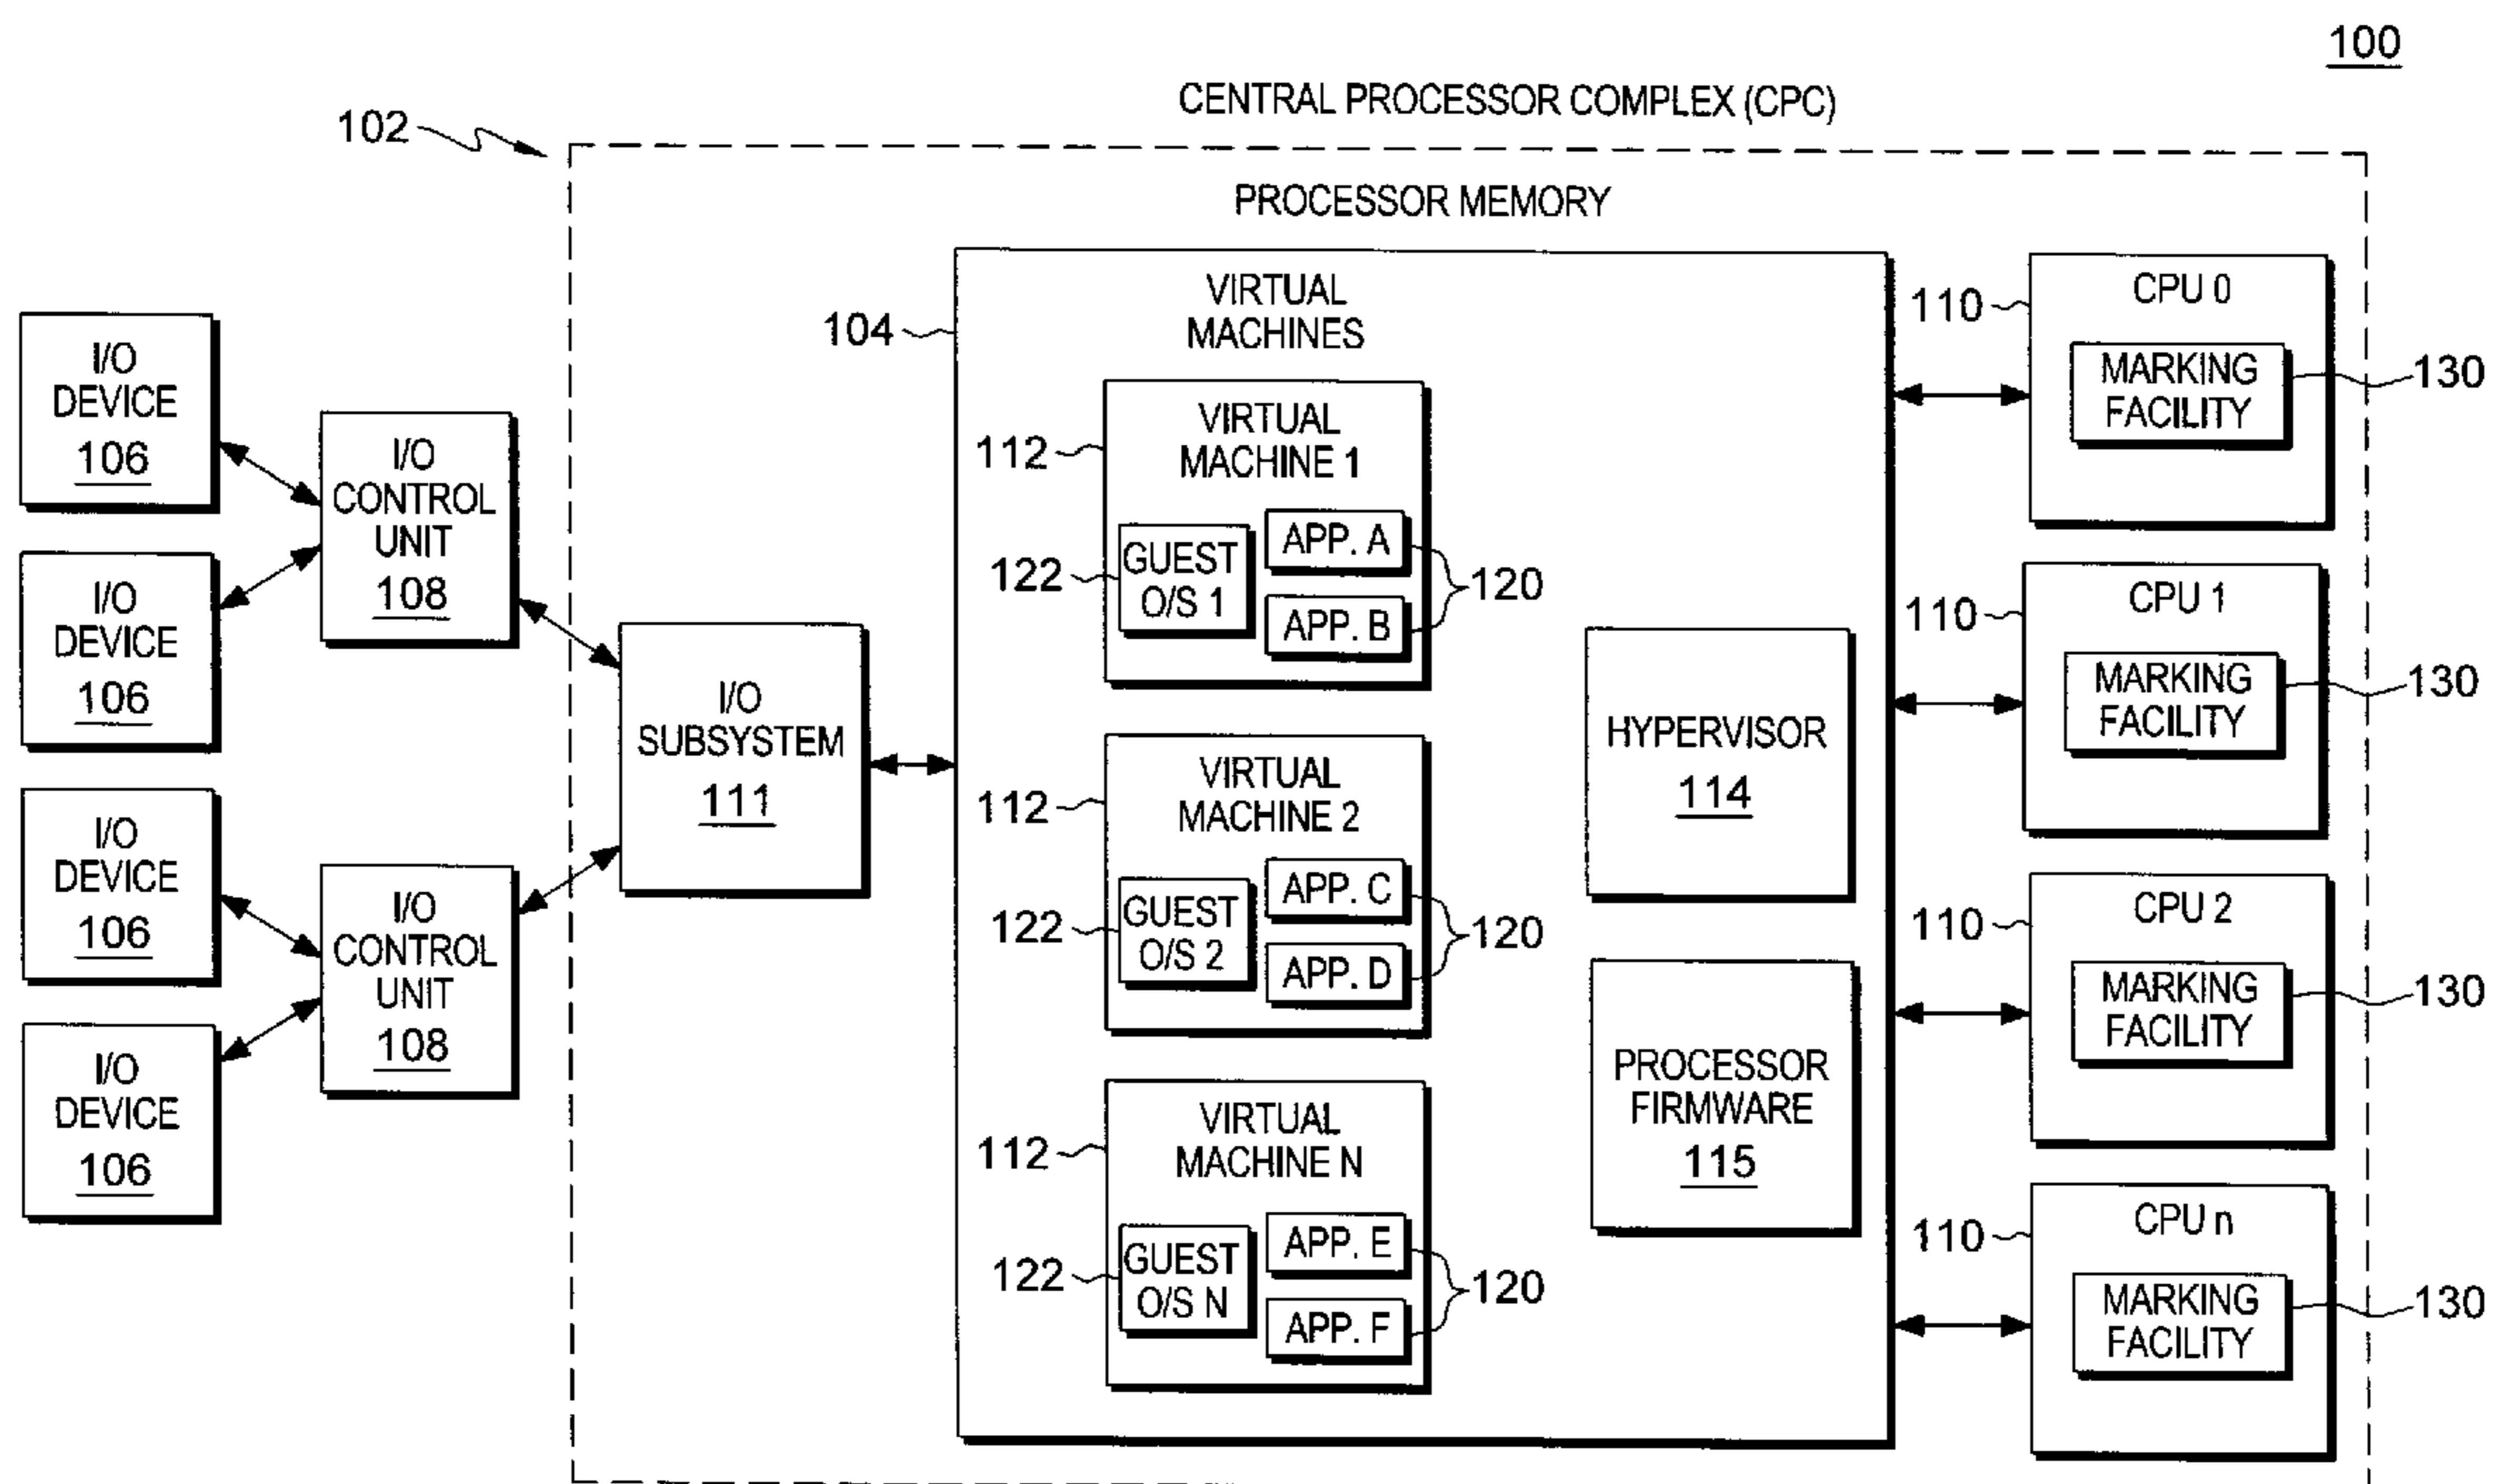 100
CENTRAL PROCESSOR COMPLEX (CPC)
102
PROCESSOR MEMORY
104
VIRTUAL
MACHINES
I/O
DEVICE
106
I/O
DEVICE
106
I/O
DEVICE
106
I/O
DEVICE
106
I/O
CONTROL
UNIT
108
I/O
CONTROL
UNIT
108
I/O
SUBSYSTEM
111
112
VIRTUAL
MACHINE 1
122
GUEST
O/S 1
APP. A
APP. B
120
112
VIRTUAL
MACHINE 2
122
GUEST
O/S 2
APP. C
APP. D
120
112
VIRTUAL
MACHINE N
122
GUEST
O/S N
APP. E
APP. F
120
HYPERVISOR
114
PROCESSOR
FIRMWARE
115
110
CPU 0
MARKING
FACILITY
130
110
CPU 1
MARKING
FACILITY
130
110
CPU 2
MARKING
FACILITY
130
110
CPU n
MARKING
FACILITY
130